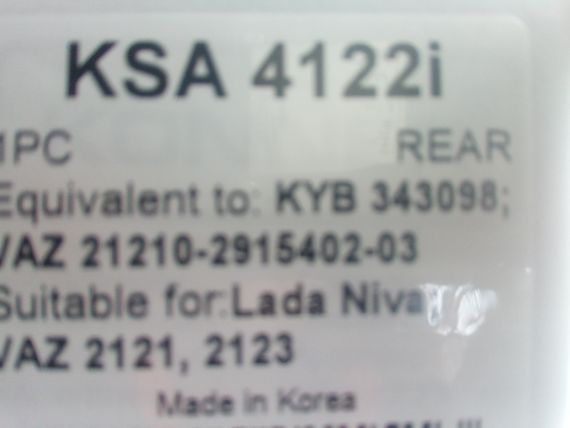 KSA 4122i
1PC REAR
Equivalent to: KYB 343098;
VAZ 21210-2915402-03
Suitable for:Lada Niva
VAZ 2121, 2123
Made in Korea